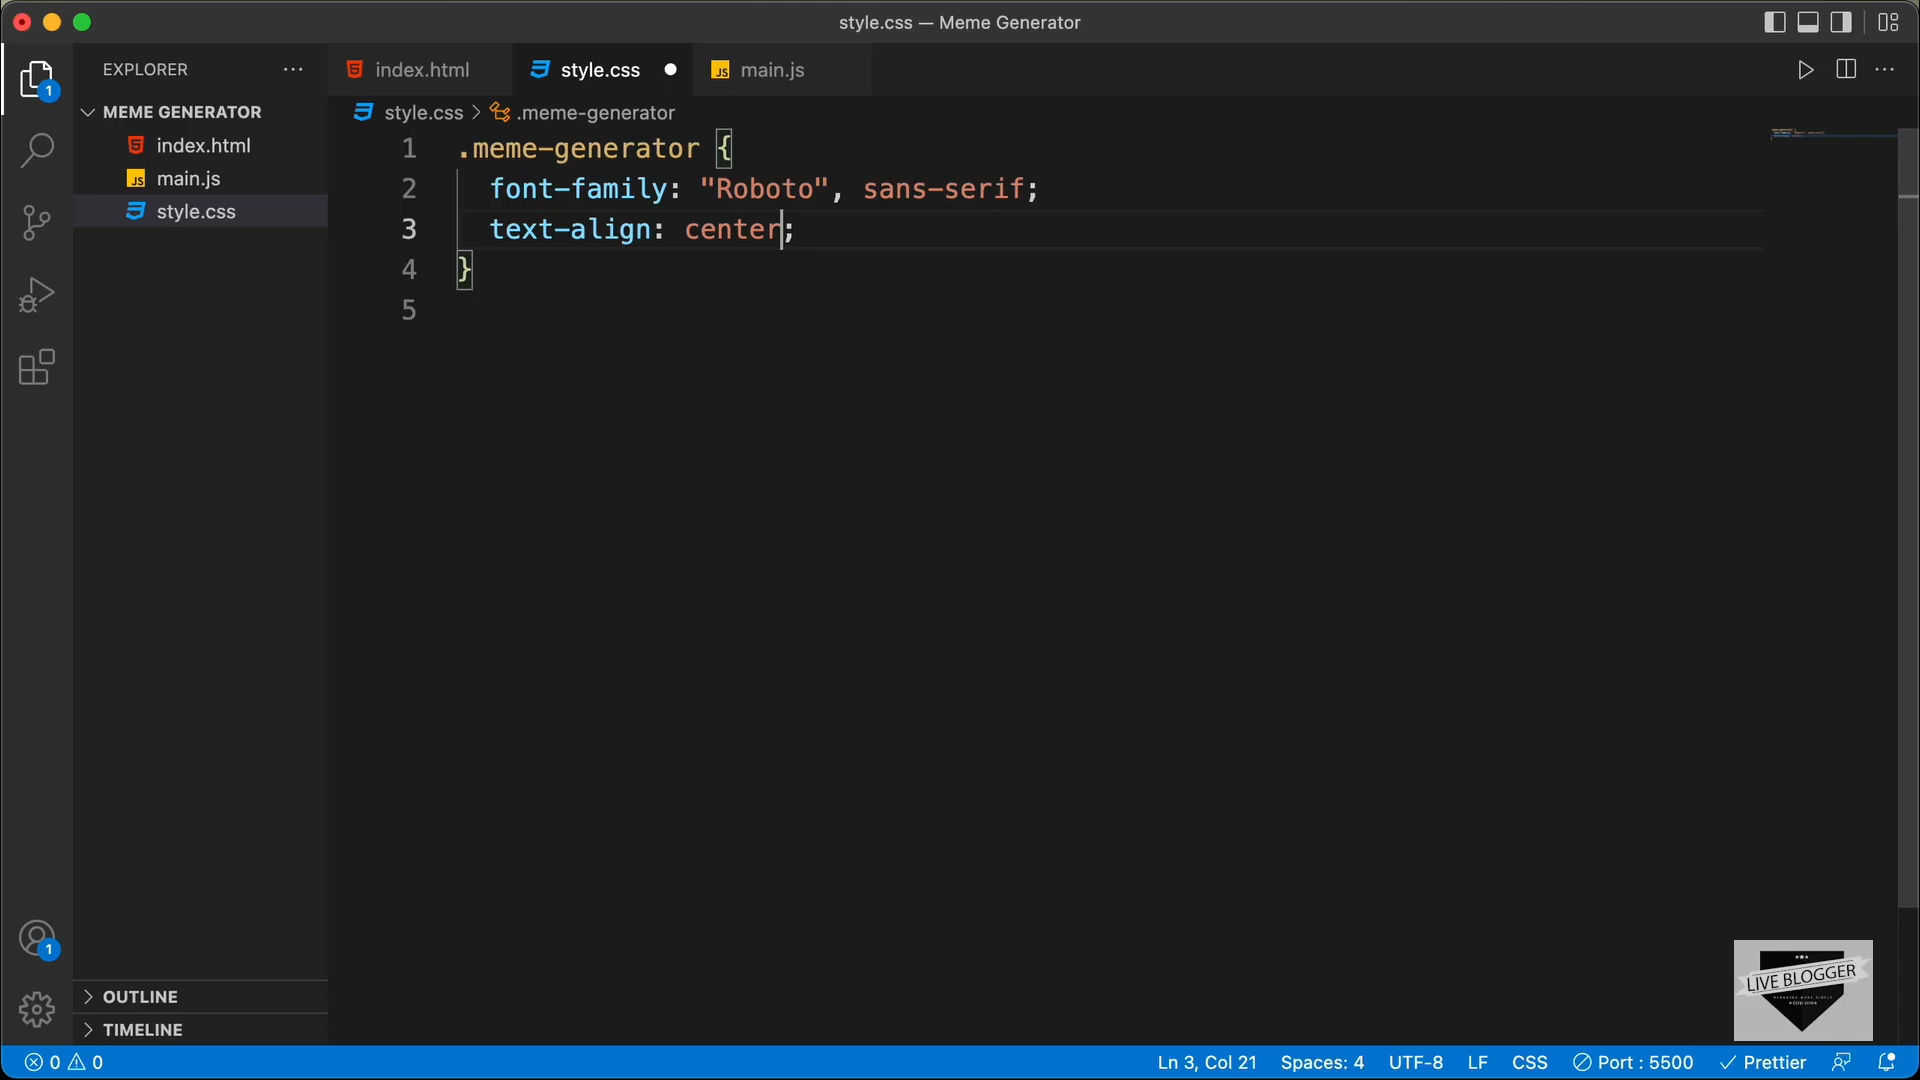 style.css — Meme Generator
EXPLORER
index.html
style.css
main.js
1
MEME GENERATOR
style.css > .meme-generator
index.html
main.js
style.css
1 .meme-generator {
2 font-family: "Roboto", sans-serif;
3 text-align: center;
4 }
5
1
OUTLINE
TIMELINE
LIVE BLOGGER
0 0
Ln 3, Col 21
Spaces: 4
UTF-8
LF
CSS
Port : 5500
Prettier